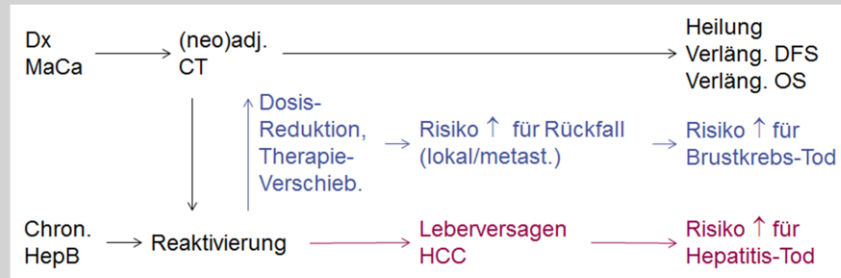 Dx
MaCa
(neo)adj.
CT
Heilung
Verläng. DFS
Verläng. OS
Dosis-
Reduktion,
Therapie-
Verschieb.
Risiko ↑ für Rückfall
(lokal/metast.)
Risiko ↑ für
Brustkrebs-Tod
Chron.
HepB
Reaktivierung
Leberversagen
HCC
Risiko ↑ für
Hepatitis-Tod